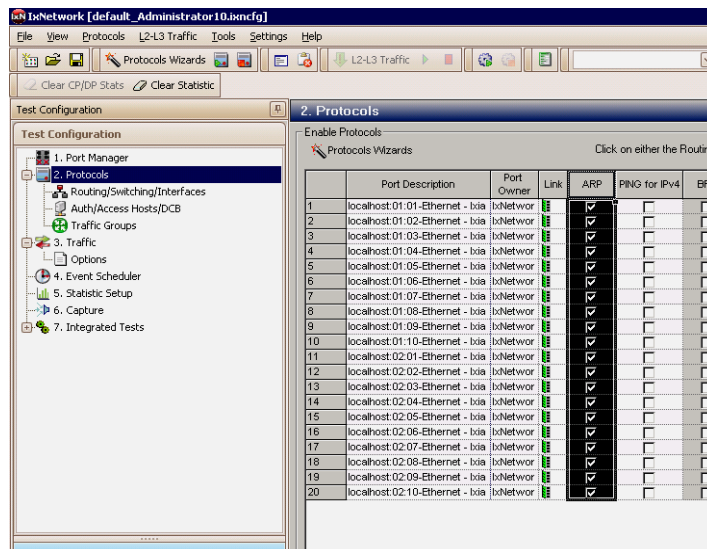 IxN IxNetwork [default_Administrator10.ixncfg]
File View Protocols L2-L3 Traffic Tools Settings Help
Protocols Wizards L2-L3 Traffic
Clear CP/DP Stats Clear Statistic
Test Configuration
Test Configuration
1. Port Manager
2. Protocols
Routing/Switching/Interfaces
Auth/Access Hosts/DCB
Traffic Groups
3. Traffic
Options
4. Event Scheduler
5. Statistic Setup
6. Capture
7. Integrated Tests
2. Protocols
Enable Protocols
Protocols Wizards Click on either the Routi
Port Description Port Owner Link ARP PING for IPv4 BF
1 localhost:01:01-Ethernet - Ixia IxNetwor
2 localhost:01:02-Ethernet - Ixia IxNetwor
3 localhost:01:03-Ethernet - Ixia IxNetwor
4 localhost:01:04-Ethernet - Ixia IxNetwor
5 localhost:01:05-Ethernet - Ixia IxNetwor
6 localhost:01:06-Ethernet - Ixia IxNetwor
7 localhost:01:07-Ethernet - Ixia IxNetwor
8 localhost:01:08-Ethernet - Ixia IxNetwor
9 localhost:01:09-Ethernet - Ixia IxNetwor
10 localhost:01:10-Ethernet - Ixia IxNetwor
11 localhost:02:01-Ethernet - Ixia IxNetwor
12 localhost:02:02-Ethernet - Ixia IxNetwor
13 localhost:02:03-Ethernet - Ixia IxNetwor
14 localhost:02:04-Ethernet - Ixia IxNetwor
15 localhost:02:05-Ethernet - Ixia IxNetwor
16 localhost:02:06-Ethernet - Ixia IxNetwor
17 localhost:02:07-Ethernet - Ixia IxNetwor
18 localhost:02:08-Ethernet - Ixia IxNetwor
19 localhost:02:09-Ethernet - Ixia IxNetwor
20 localhost:02:10-Ethernet - Ixia IxNetwor